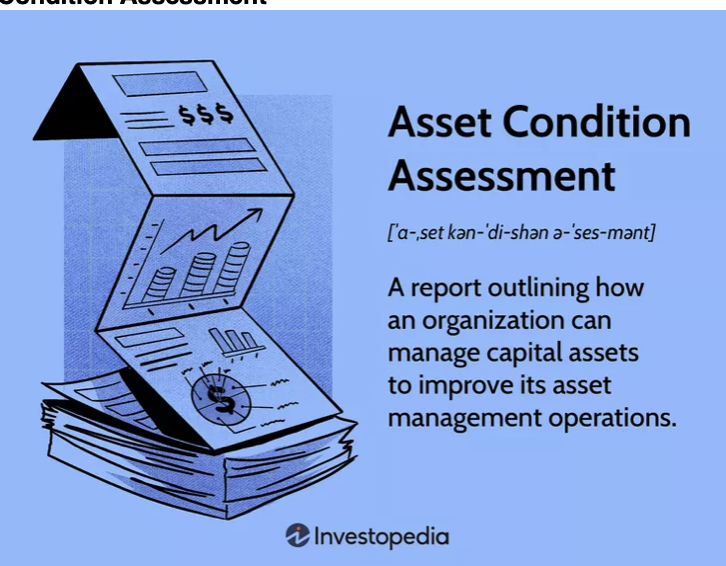 Condition Assessment
$$$
Asset Condition
Assessment
['a-ˌset kən-ˈdi-shən ə-ˈses-mənt]
A report outlining how
an organization can
manage capital assets
to improve its asset
management operations.
$
Investopedia